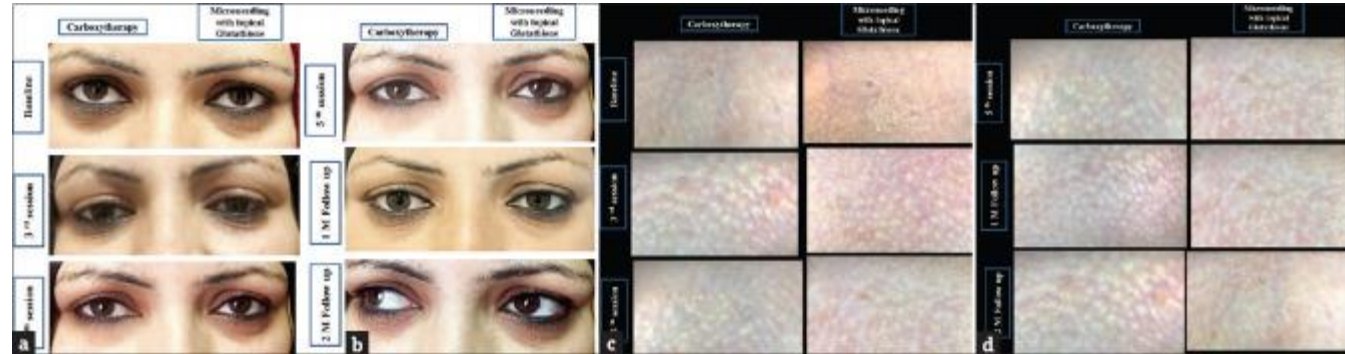 Carboxytherapy
Microneedling
with topical
Glutathione
Baseline
3rd session
session
a
Carboxytherapy
Microneedling
with topical
Glutathione
5th session
1 M Follow up
2 M Follow up
b
Carboxytherapy
Microneedling
with topical
Glutathione
Baseline
3rd session
session
c
Carboxytherapy
Microneedling
with topical
Glutathione
5th session
1 M Follow up
2 M Follow up
d